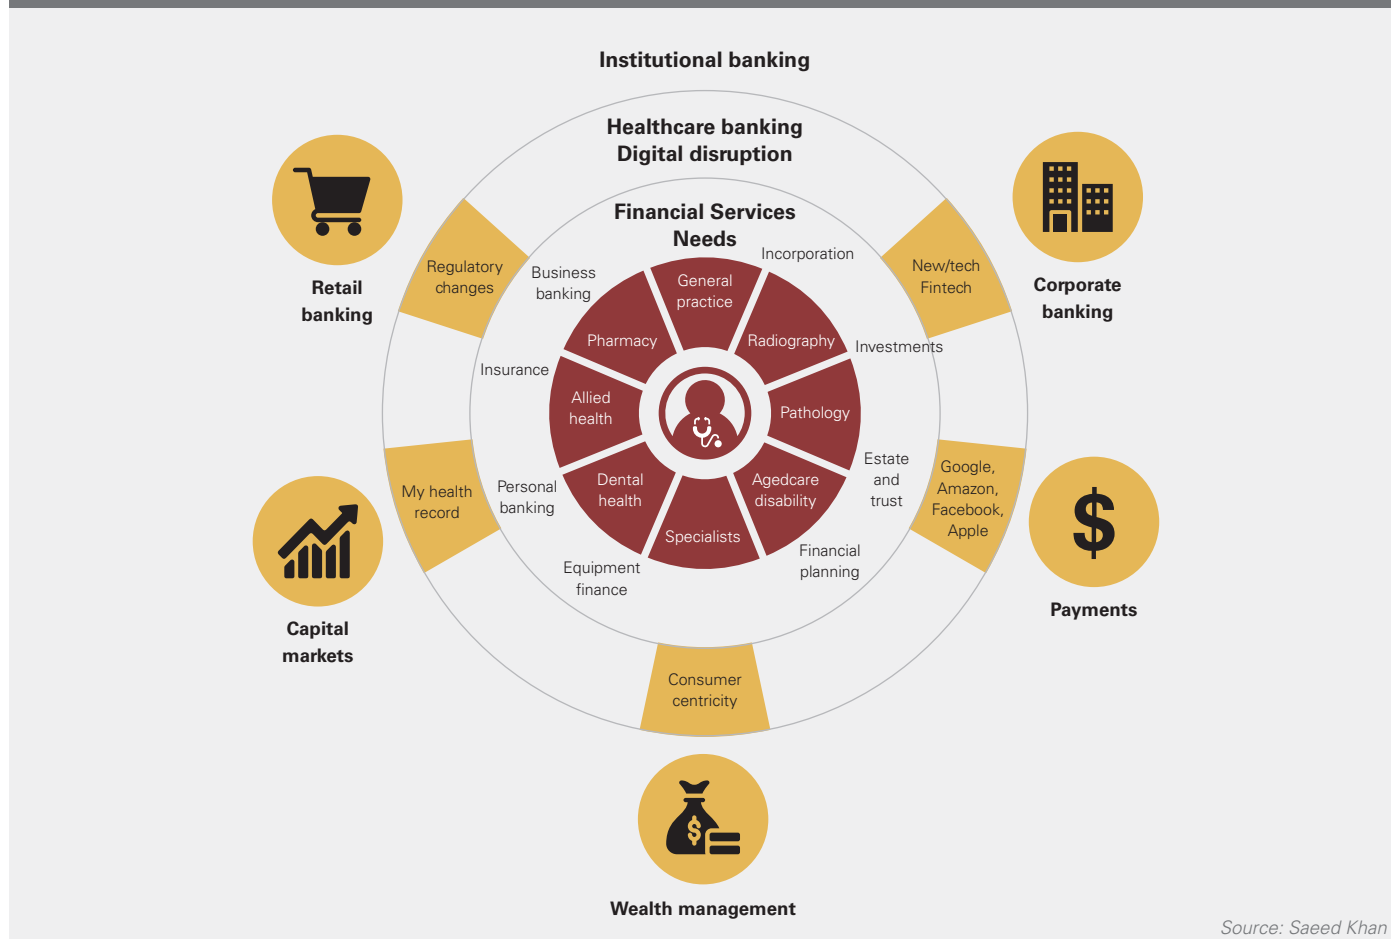 Institutional banking
Healthcare banking
Digital disruption
Financial Services
Needs
Retail
banking
Corporate
banking
Regulatory
changes
New/tech
Fintech
Business
banking
Incorporation
General
practice
Pharmacy
Radiography
Investments
Insurance
Allied
health
Pathology
Personal
banking
Dental
health
Agedcare
disability
Estate
and
trust
Specialists
Equipment
finance
Financial
planning
My health
record
Google,
Amazon,
Facebook,
Apple
Capital
markets
$
Payments
Consumer
centricity
$
Wealth management
Source: Saeed Khan